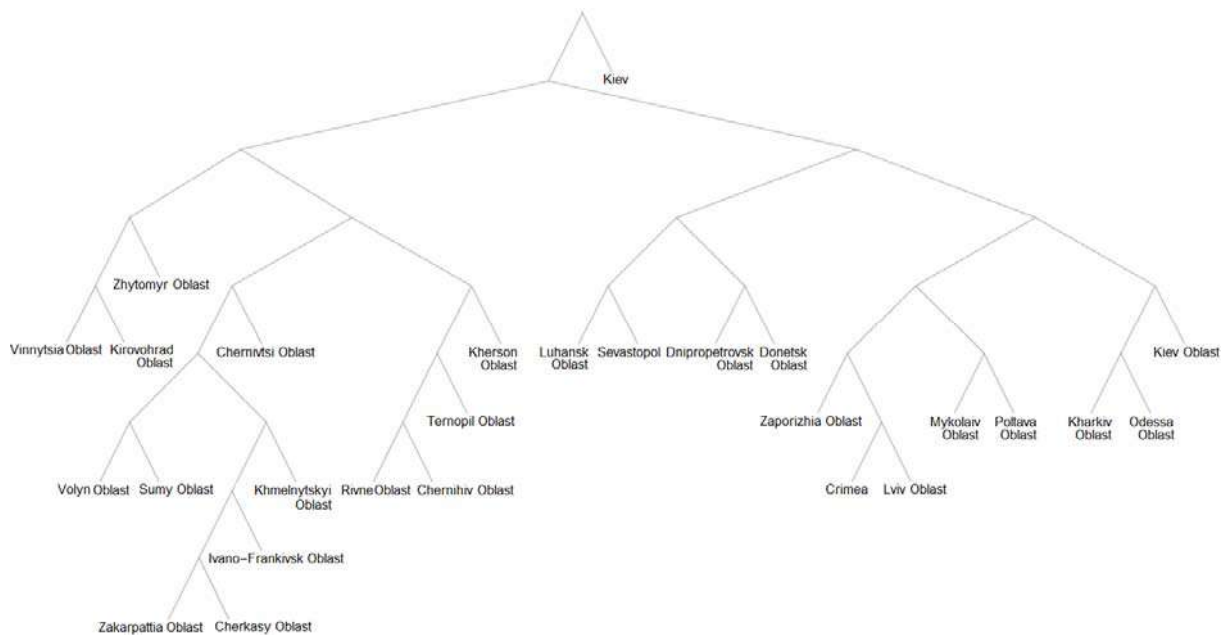 Kiev
Zhytomyr Oblast
Vinnytsia Oblast
Kirovohrad
Oblast
Chernivtsi Oblast
Kherson
Oblast
Luhansk
Oblast
Sevastopol
Dnipropetrovsk
Oblast
Donetsk
Oblast
Kiev Oblast
Ternopil Oblast
Zaporizhia Oblast
Mykolaiv
Oblast
Poltava
Oblast
Kharkiv
Oblast
Odessa
Oblast
Volyn Oblast
Sumy Oblast
Khmelnytskyi
Oblast
Rivne Oblast
Chernihiv Oblast
Crimea
Lviv Oblast
Ivano-Frankivsk Oblast
Zakarpattia Oblast
Cherkasy Oblast